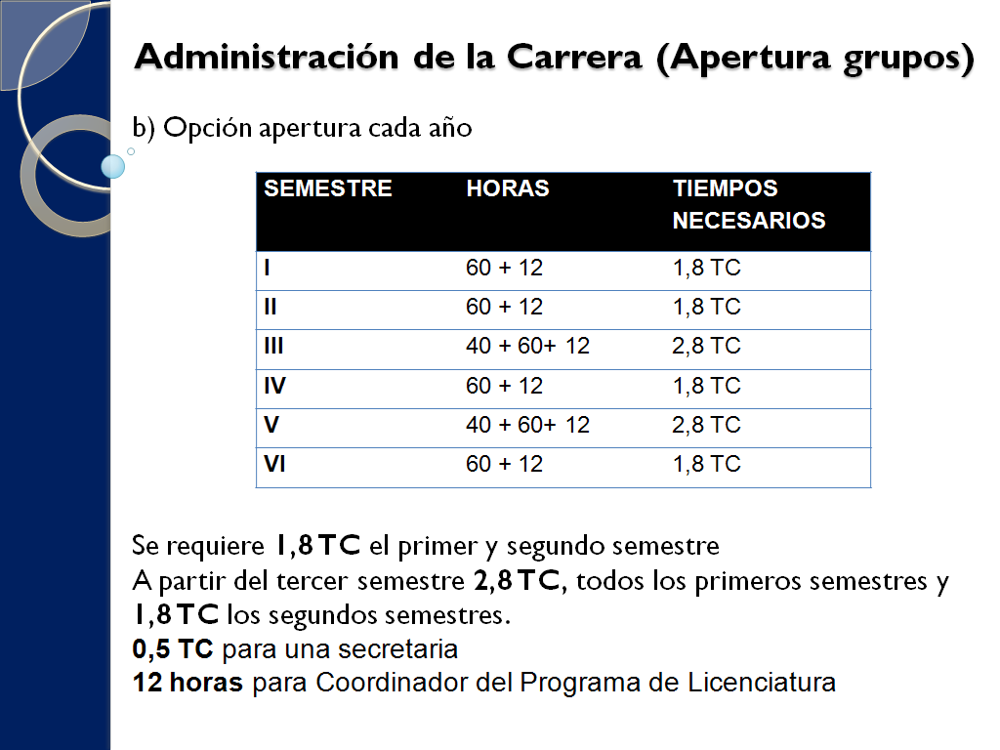 Administración de la Carrera (Apertura grupos)
b) Opción apertura cada año
SEMESTRE HORAS TIEMPOS NECESARIOS
I 60 + 12 1,8 TC
II 60 + 12 1,8 TC
III 40 + 60+ 12 2,8 TC
IV 60 + 12 1,8 TC
V 40 + 60+ 12 2,8 TC
VI 60 + 12 1,8 TC
Se requiere 1,8 TC el primer y segundo semestre
A partir del tercer semestre 2,8 TC, todos los primeros semestres y
1,8 TC los segundos semestres.
0,5 TC para una secretaria
12 horas para Coordinador del Programa de Licenciatura